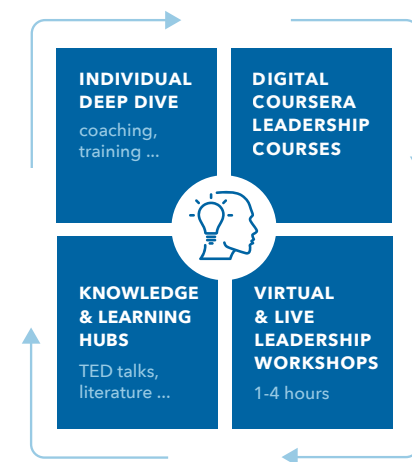 INDIVIDUAL
DEEP DIVE
coaching,
training ...
DIGITAL
COURSERA
LEADERSHIP
COURSES
KNOWLEDGE
& LEARNING
HUBS
TED talks,
literature ...
VIRTUAL
& LIVE
LEADERSHIP
WORKSHOPS
1-4 hours